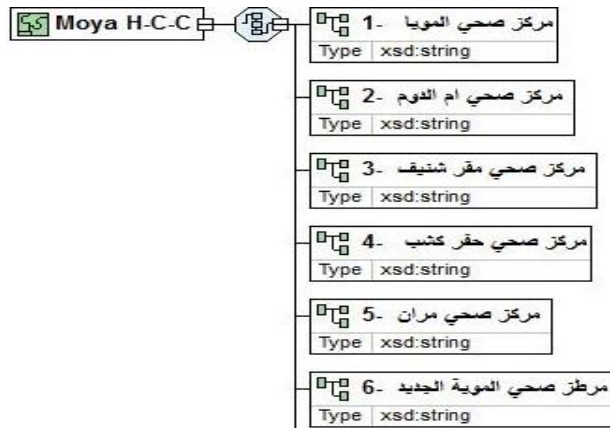 Moya H-C-C
1- مركز صحي المويا
Type xsd:string
2- مركز صحي ام الدوم
Type xsd:string
3- مركز صحي مقر شنيف
Type xsd:string
4- مركز صحي حفر كشب
Type xsd:string
5- مركز صحي مران
Type xsd:string
6- مرطز صحي الموية الجديد
Type xsd:string